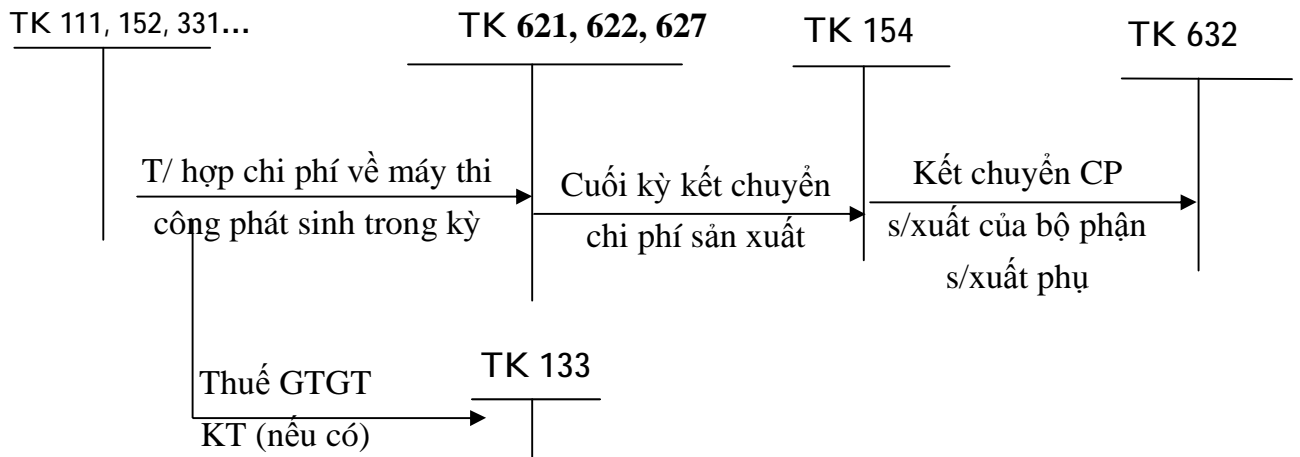 TK 111, 152, 331...
TK 621, 622, 627
TK 154
TK 632
T/ hợp chi phí về máy thi
công phát sinh trong kỳ
Cuối kỳ kết chuyển
chi phí sản xuất
Kết chuyển CP
s/xuất của bộ phận
s/xuất phụ
Thuế GTGT
KT (nếu có)
TK 133